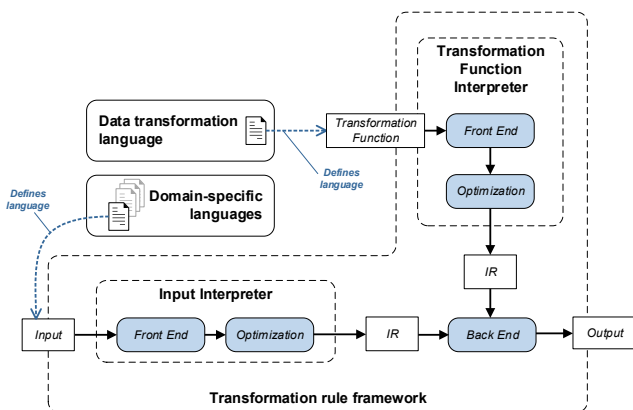 Transformation
Function
Interpreter
Data transformation
language
Transformation
Function
Front End
Defines
language
Optimization
Defines
language
Domain-specific
languages
IR
Input Interpreter
Input
Front End
Optimization
IR
Back End
Output
Transformation rule framework